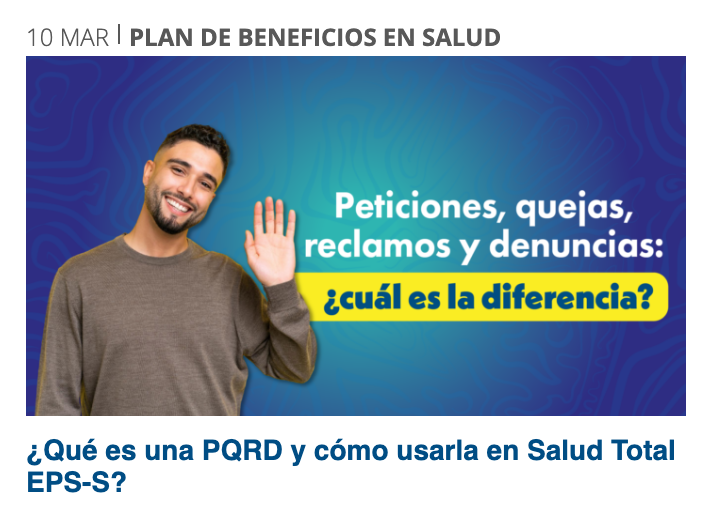 10 MAR | PLAN DE BENEFICIOS EN SALUD
Peticiones, quejas,
reclamos y denuncias:
¿cuál es la diferencia?
¿Qué es una PQRD y cómo usarla en Salud Total
EPS-S?